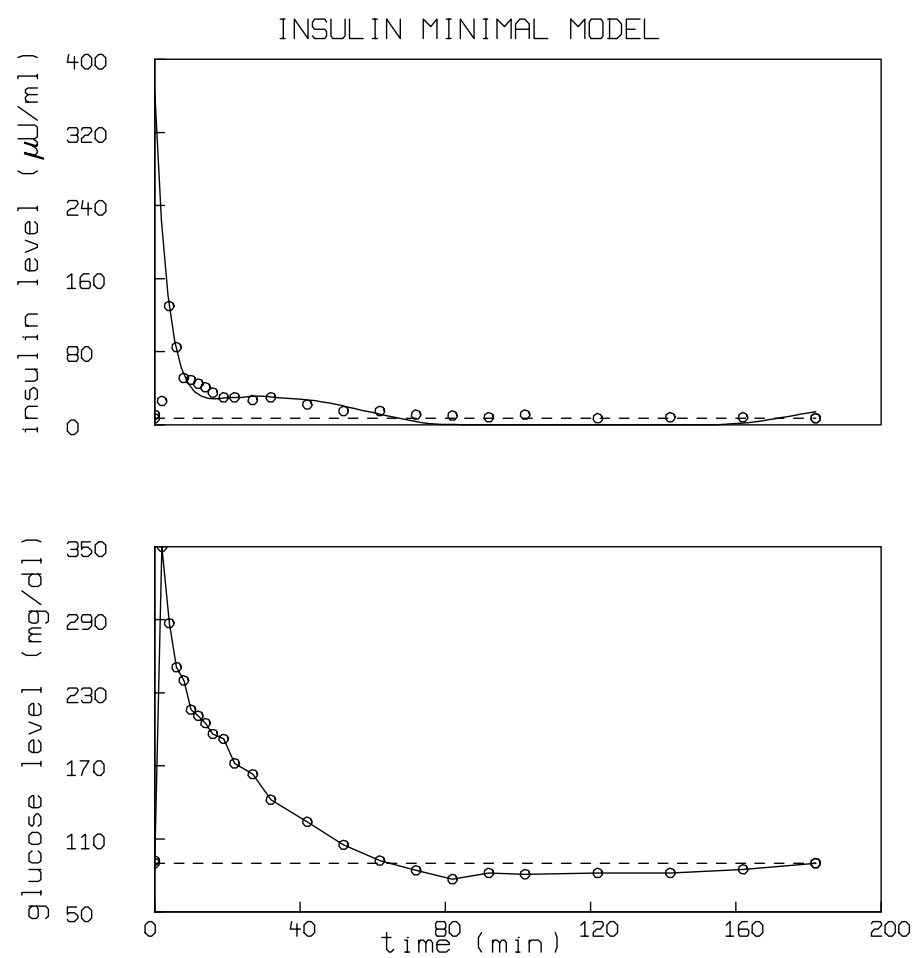 INSULIN MINIMAL MODEL
insulin level (μU/ml)
400
320
240
160
80
0
glucose level (mg/dl)
350
290
230
170
110
50
0 40 80 120 160 200
time (min)